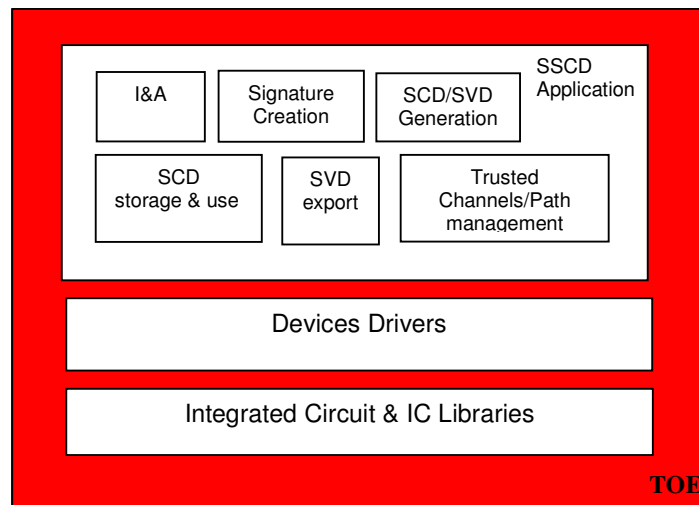 I&A
Signature
Creation
SCD/SVD
Generation
SSCD
Application
SCD
storage & use
SVD
export
Trusted
Channels/Path
management
Devices Drivers
Integrated Circuit & IC Libraries
TOE